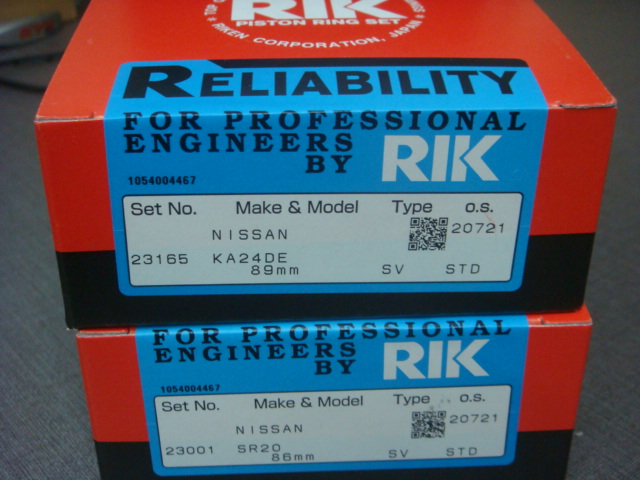 RIK
PISTON RING SET
RIKEN CORPORATION, JAPAN
RELIABILITY
FOR PROFESSIONAL
ENGINEERS
BY RIK
1054004467
Set No. Make & Model Type o.s.
NISSAN 20721
23165 KA24DE
89mm SV STD
FOR PROFESSIONAL
ENGINEERS
BY RIK
1054004467
Set No. Make & Model Type o.s.
NISSAN 20721
23001 SR20
86mm SV STD